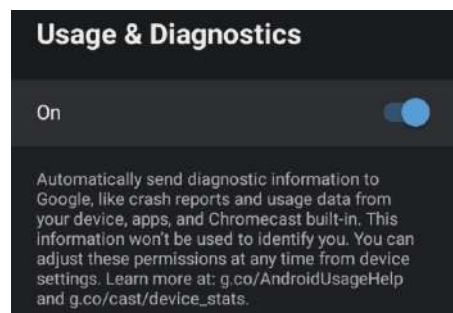 Usage & Diagnostics
On
Automatically send diagnostic information to
Google, like crash reports and usage data from
your device, apps, and Chromecast built-in. This
information won't be used to identify you. You can
adjust these permissions at any time from device
settings. Learn more at: g.co/AndroidUsageHelp
and g.co/cast/device_stats.